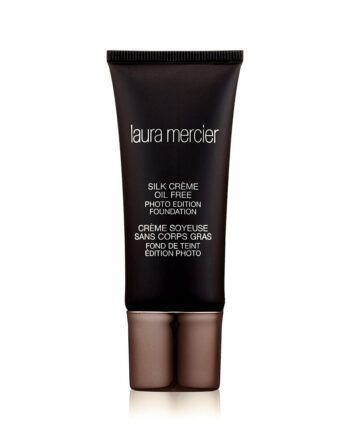 laura mercier
SILK CRÈME
OIL FREE
PHOTO EDITION
FOUNDATION
CRÈME SOYEUSE
SANS CORPS GRAS
FOND DE TEINT
ÉDITION PHOTO